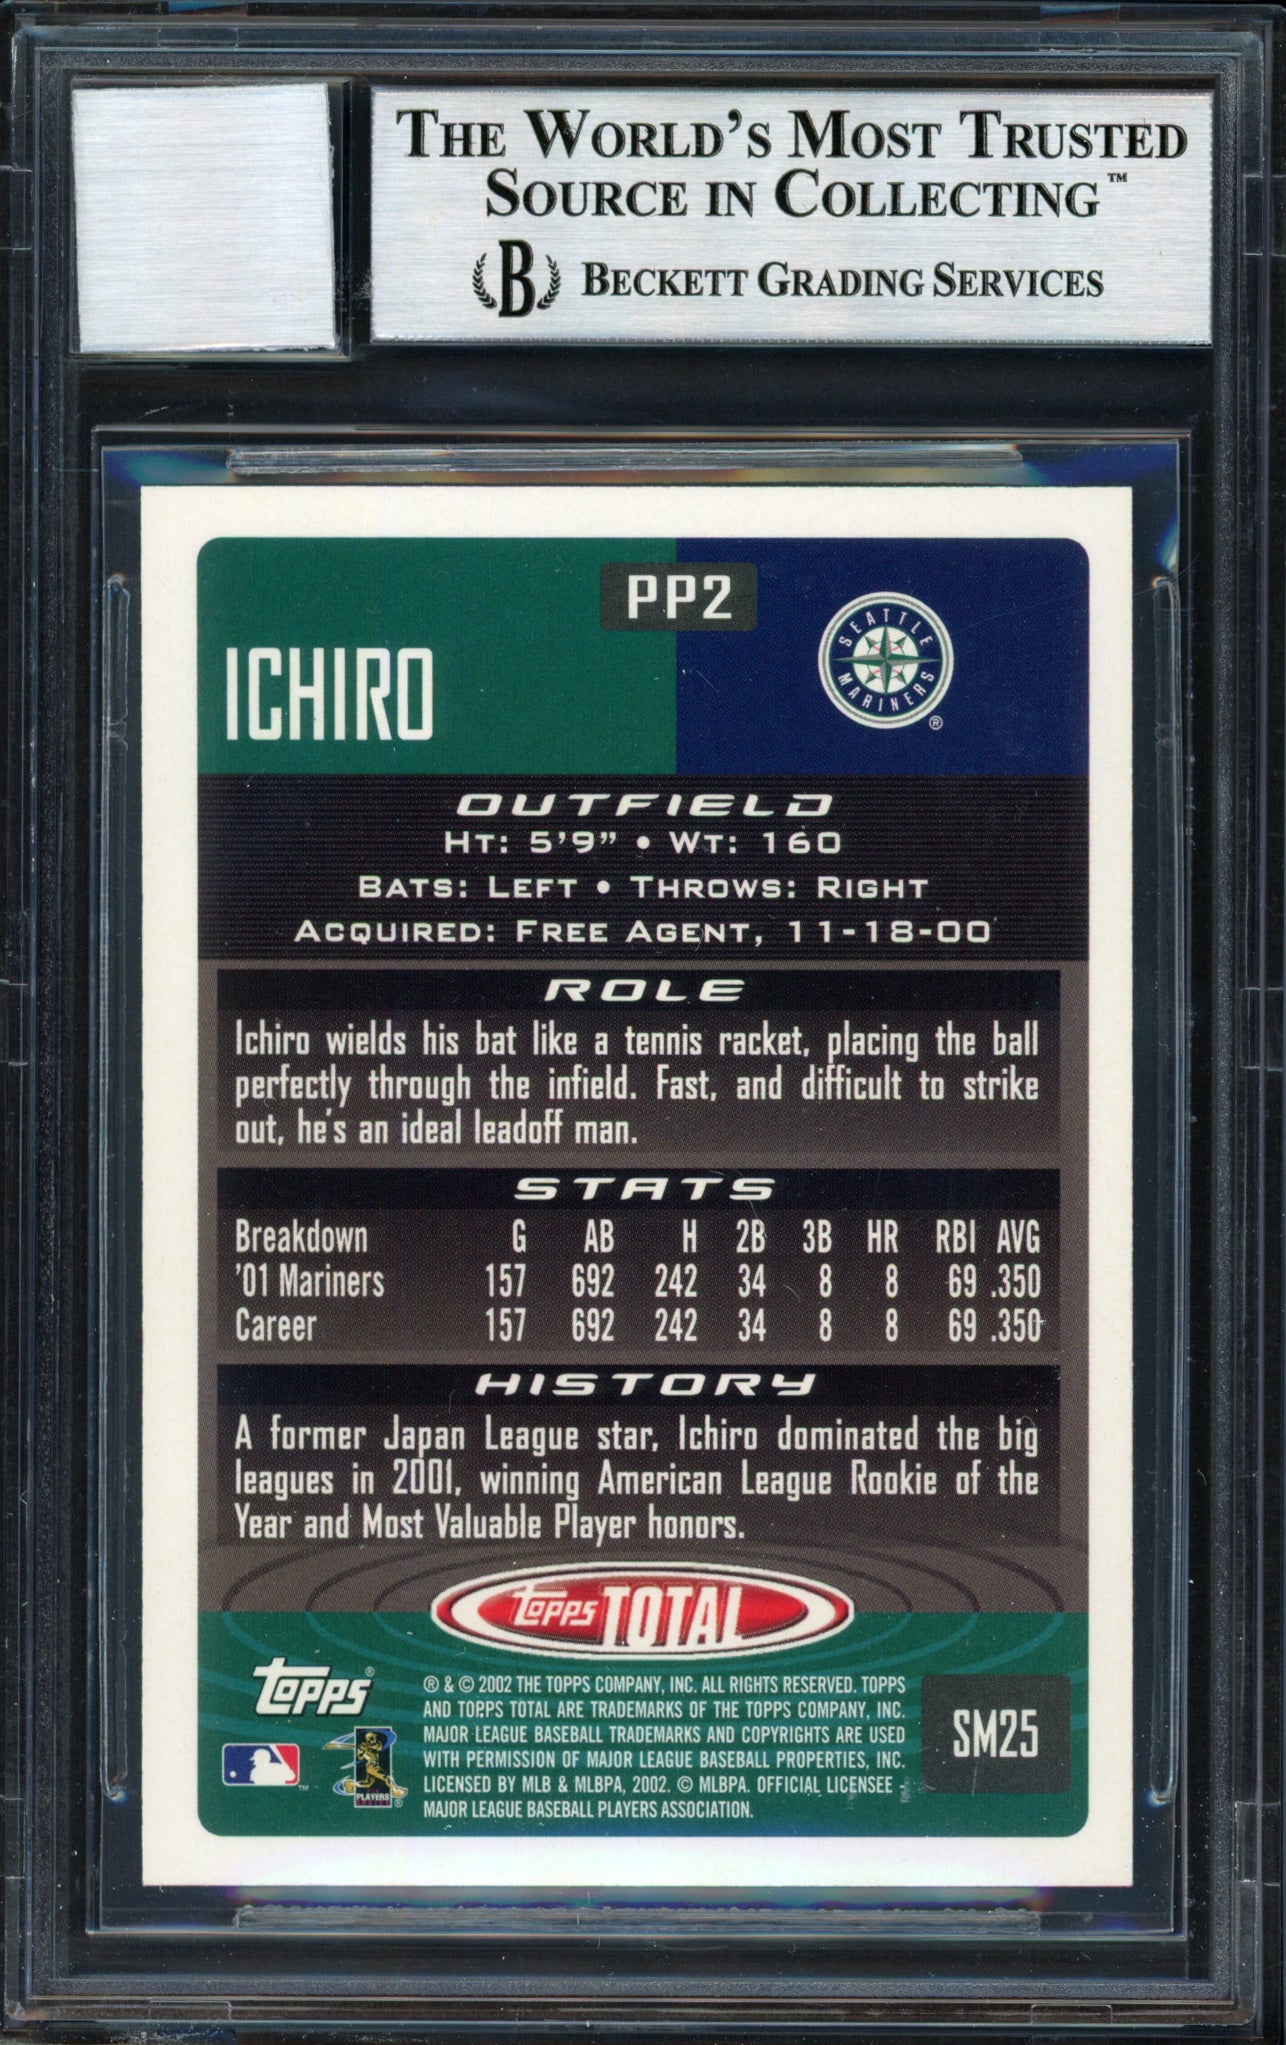 THE WORLD'S MOST TRUSTED
SOURCE IN COLLECTING™
B BECKETT GRADING SERVICES
PP2
ICHIRO
SEATTLE
MARINERS
®
OUTFIELD
HT: 5'9" • WT: 160
BATS: LEFT • THROWS: RIGHT
ACQUIRED: FREE AGENT, 11-18-00
ROLE
Ichiro wields his bat like a tennis racket, placing the ball
perfectly through the infield. Fast, and difficult to strike
out, he's an ideal leadoff man.
STATS
Breakdown G AB H 2B 3B HR RBI AVG
'01 Mariners 157 692 242 34 8 8 69 .350
Career 157 692 242 34 8 8 69 .350
HISTORY
A former Japan League star, Ichiro dominated the big
leagues in 2001, winning American League Rookie of the
Year and Most Valuable Player honors.
topps TOTAL
topps®
® & © 2002 THE TOPPS COMPANY, INC. ALL RIGHTS RESERVED. TOPPS
AND TOPPS TOTAL ARE TRADEMARKS OF THE TOPPS COMPANY, INC.
MAJOR LEAGUE BASEBALL TRADEMARKS AND COPYRIGHTS ARE USED
WITH PERMISSION OF MAJOR LEAGUE BASEBALL PROPERTIES, INC.
LICENSED BY MLB & MLBPA, 2002. © MLBPA. OFFICIAL LICENSEE -
MAJOR LEAGUE BASEBALL PLAYERS ASSOCIATION.
™
PLAYERS
CHOICE
®
SM25